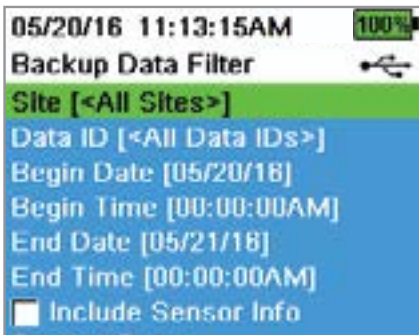 05/20/16 11:13:15AM 100%
Backup Data Filter
Site [<All Sites>]
Data ID [<All Data IDs>]
Begin Date [05/20/16]
Begin Time [00:00:00AM]
End Date [05/21/16]
End Time [00:00:00AM]
Include Sensor Info